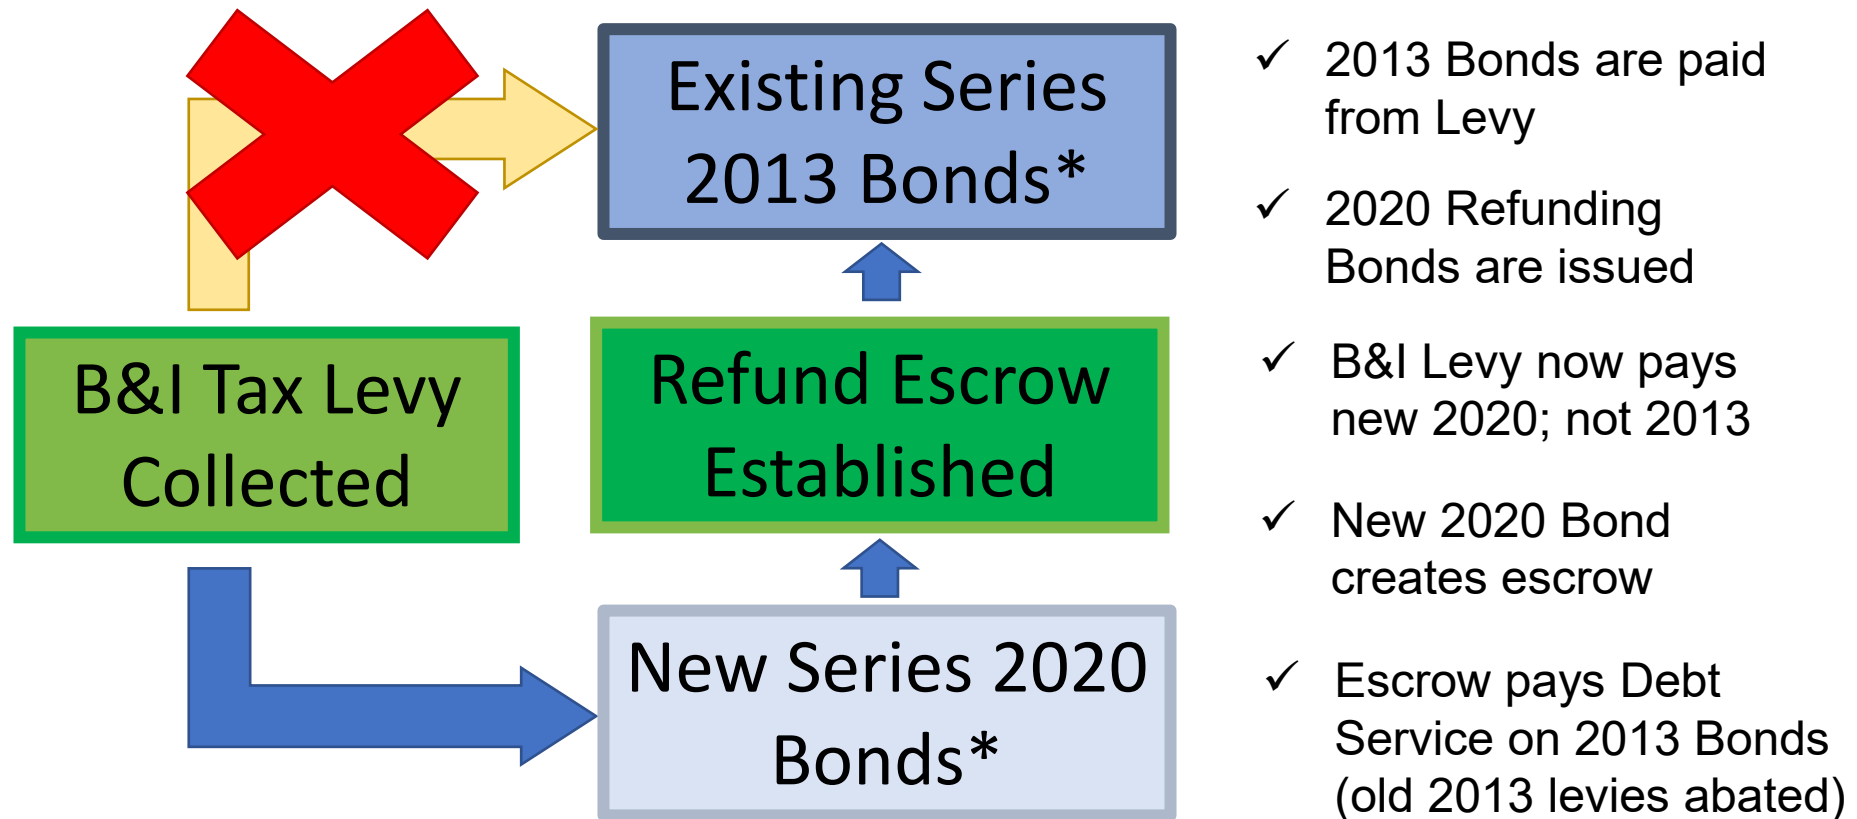 Existing Series
2013 Bonds*
B&I Tax Levy
Collected
Refund Escrow
Established
New Series 2020
Bonds*
✓ 2013 Bonds are paid
from Levy
✓ 2020 Refunding
Bonds are issued
✓ B&I Levy now pays
new 2020; not 2013
✓ New 2020 Bond
creates escrow
✓ Escrow pays Debt
Service on 2013 Bonds
(old 2013 levies abated)